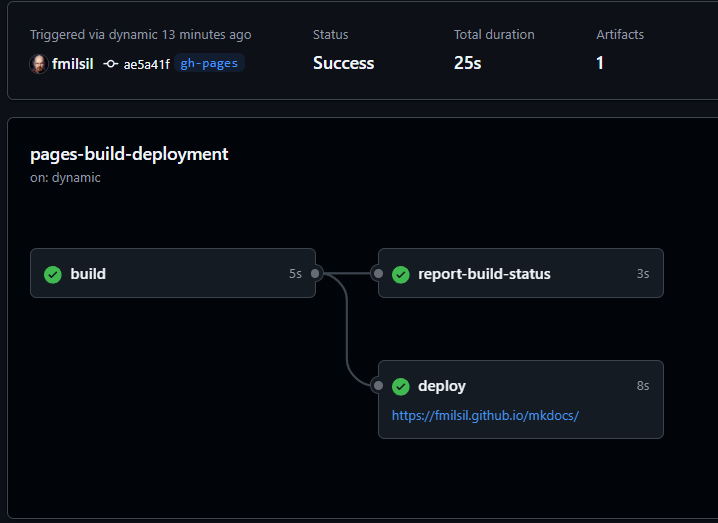 Triggered via dynamic 13 minutes ago
fmilsil ae5a41f gh-pages
Status
Success
Total duration
25s
Artifacts
1
pages-build-deployment
on: dynamic
build 5s
report-build-status 3s
deploy 8s
https://fmilsil.github.io/mkdocs/